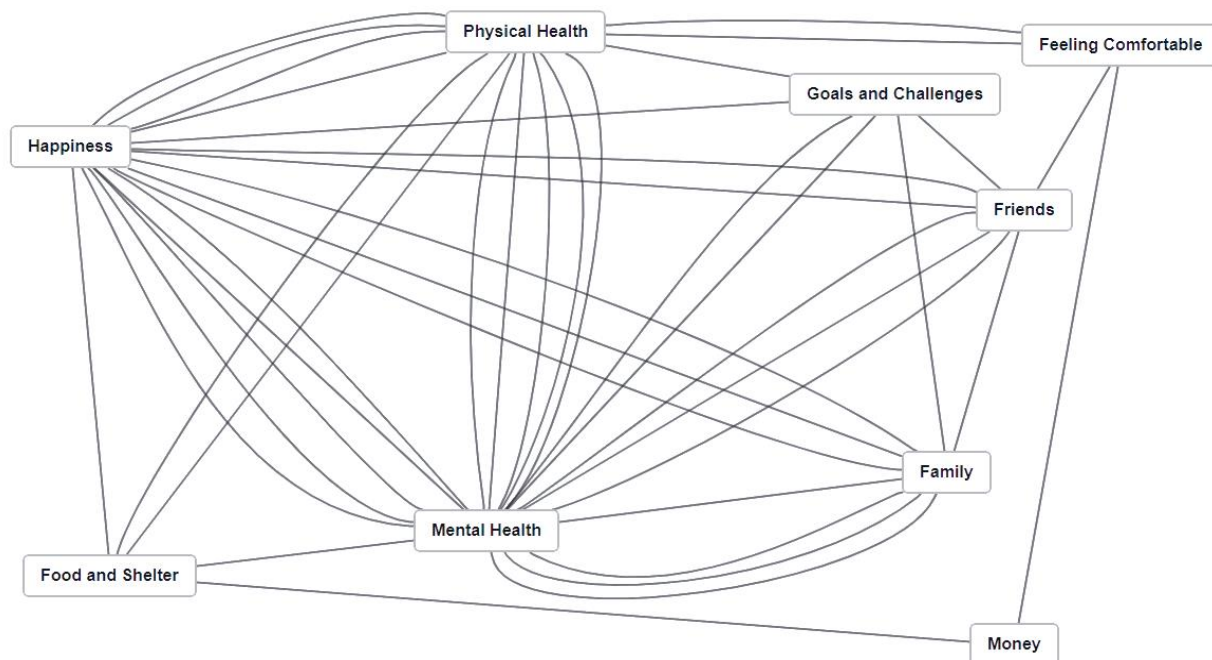 Physical Health
Feeling Comfortable
Goals and Challenges
Happiness
Friends
Family
Mental Health
Food and Shelter
Money